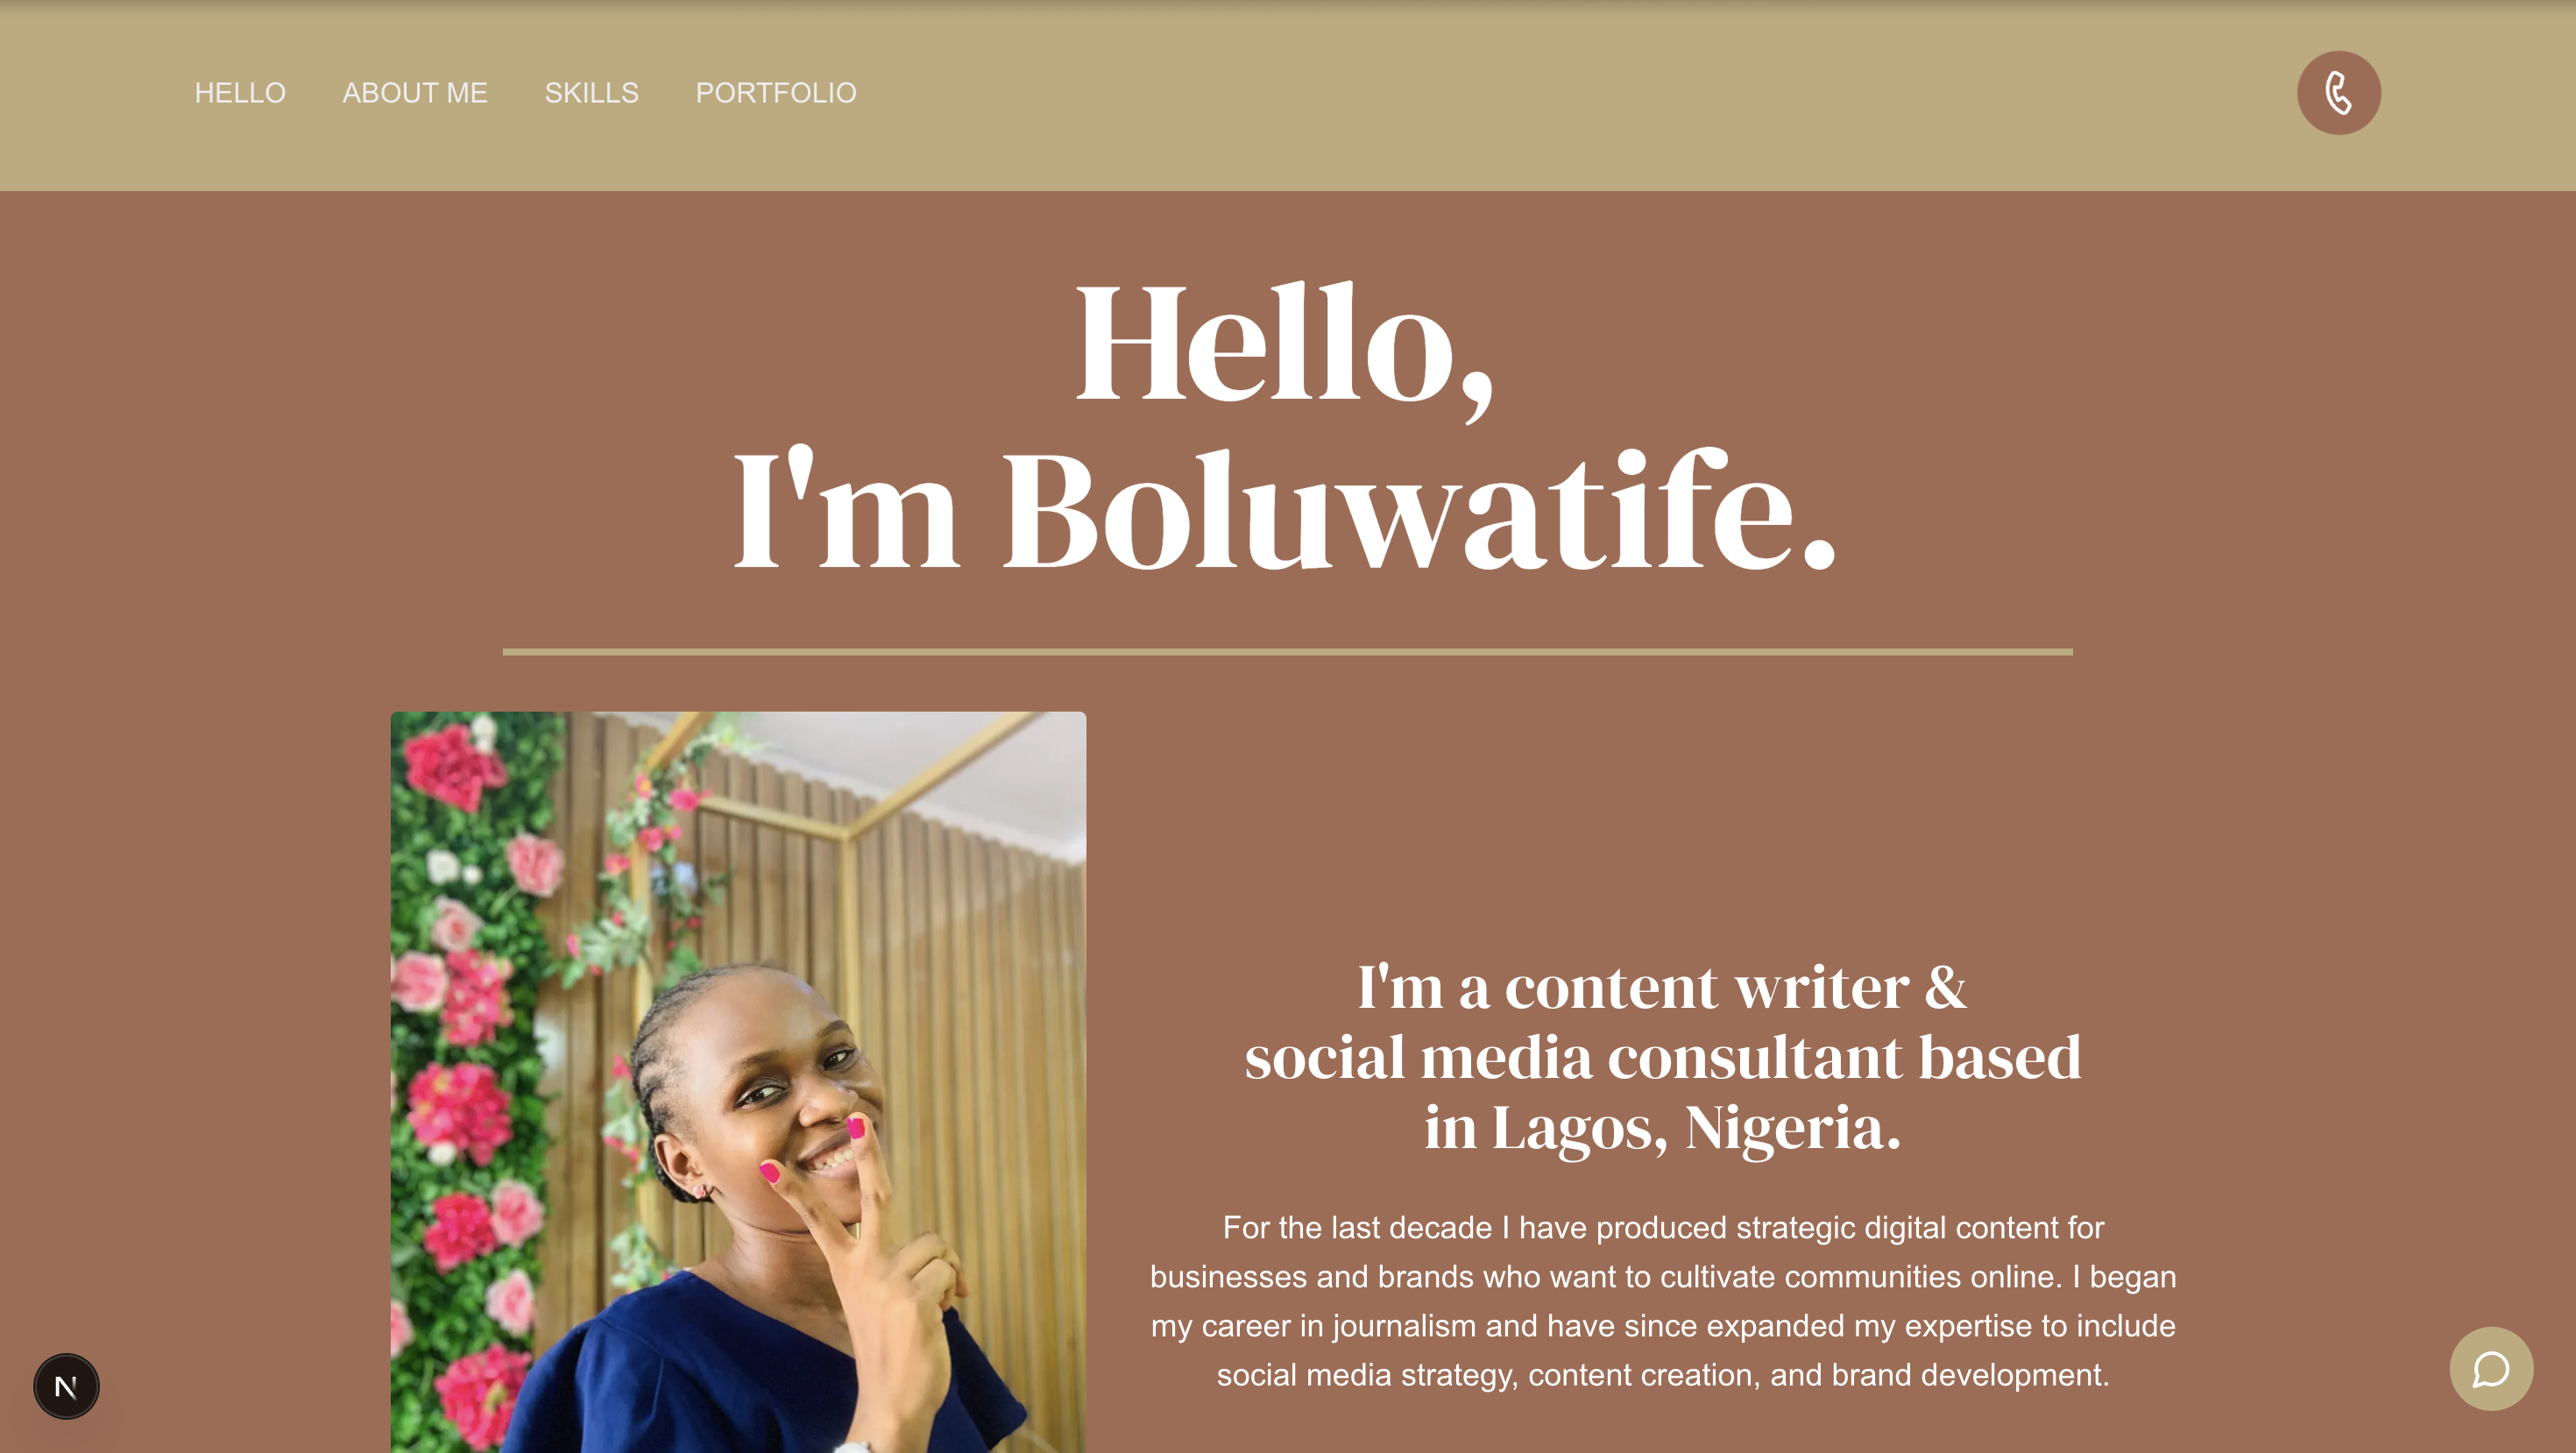 HELLO ABOUT ME SKILLS PORTFOLIO
Hello,
I'm Boluwatife.
I'm a content writer &
social media consultant based
in Lagos, Nigeria.
For the last decade I have produced strategic digital content for
businesses and brands who want to cultivate communities online. I began
my career in journalism and have since expanded my expertise to include
social media strategy, content creation, and brand development.
N